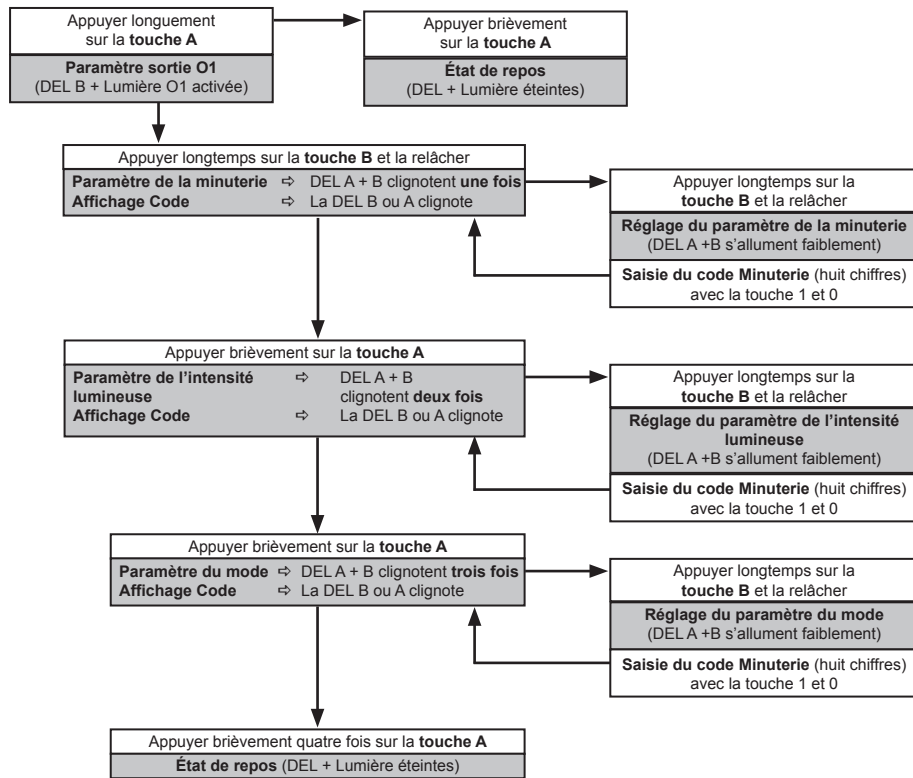 Appuyer longuement
sur la touche A
Paramètre sortie O1
(DEL B + Lumière O1 activée)
Appuyer brièvement
sur la touche A
État de repos
(DEL + Lumière éteintes)
Appuyer longtemps sur la touche B et la relâcher
Paramètre de la minuterie ⇨ DEL A + B clignotent une fois
Affichage Code ⇨ La DEL B ou A clignote
Appuyer longtemps sur la
touche B et la relâcher
Réglage du paramètre de la minuterie
(DEL A +B s’allument faiblement)
Saisie du code Minuterie (huit chiffres)
avec la touche 1 et 0
Appuyer brièvement sur la touche A
Paramètre de l’intensité ⇨ DEL A + B
lumineuse clignotent deux fois
Affichage Code ⇨ La DEL B ou A clignote
Appuyer longtemps sur la
touche B et la relâcher
Réglage du paramètre de l’intensité
lumineuse
(DEL A +B s’allument faiblement)
Saisie du code Minuterie (huit chiffres)
avec la touche 1 et 0
Appuyer brièvement sur la touche A
Paramètre du mode ⇨ DEL A + B clignotent trois fois
Affichage Code ⇨ La DEL B ou A clignote
Appuyer longtemps sur la
touche B et la relâcher
Réglage du paramètre du mode
(DEL A +B s’allument faiblement)
Saisie du code Minuterie (huit chiffres)
avec la touche 1 et 0
Appuyer brièvement quatre fois sur la touche A
État de repos (DEL + Lumière éteintes)